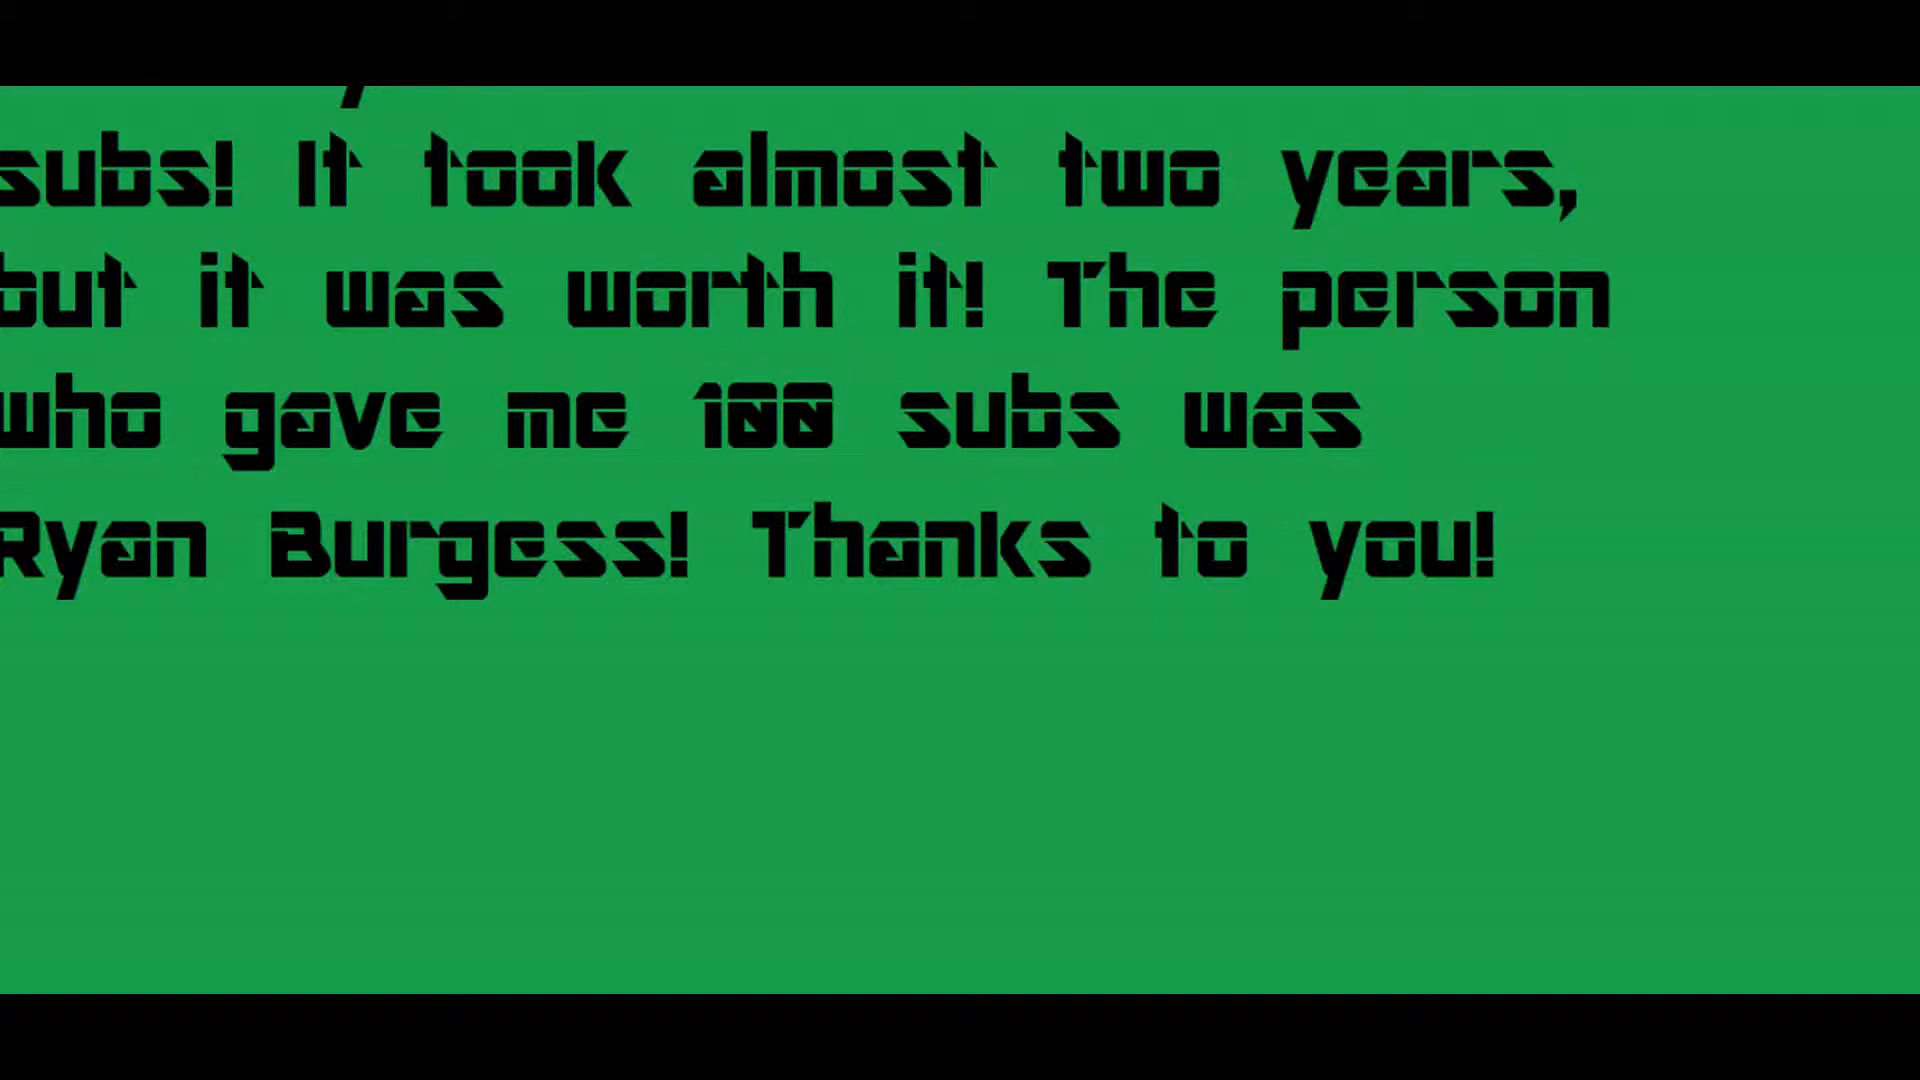 subs! It took almost two years,
but it was worth it! The person
who gave me 100 subs was
Ryan Burgess! Thanks to you!